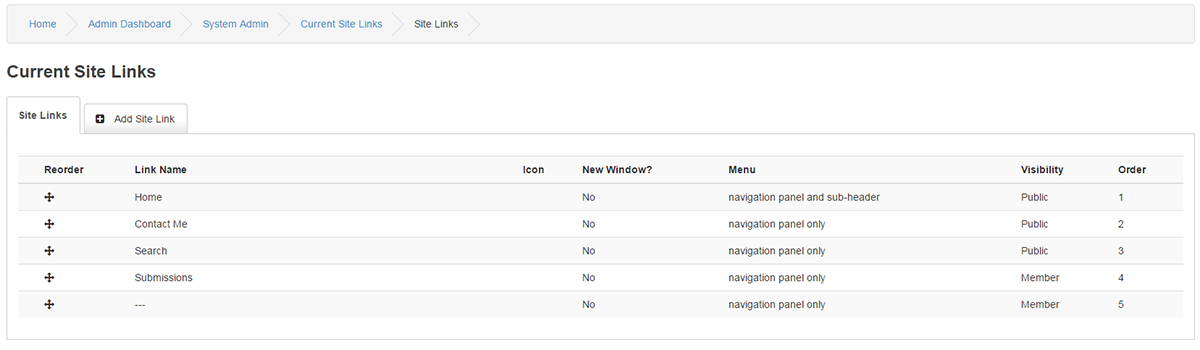 Home Admin Dashboard System Admin Current Site Links Site Links
Current Site Links
Site Links Add Site Link
Reorder Link Name Icon New Window? Menu Visibility Order
Home No navigation panel and sub-header Public 1
Contact Me No navigation panel only Public 2
Search No navigation panel only Public 3
Submissions No navigation panel only Member 4
--- No navigation panel only Member 5